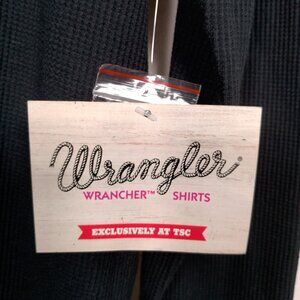 Wrangler®
WRANCHER™ SHIRTS
EXCLUSIVELY AT TSC